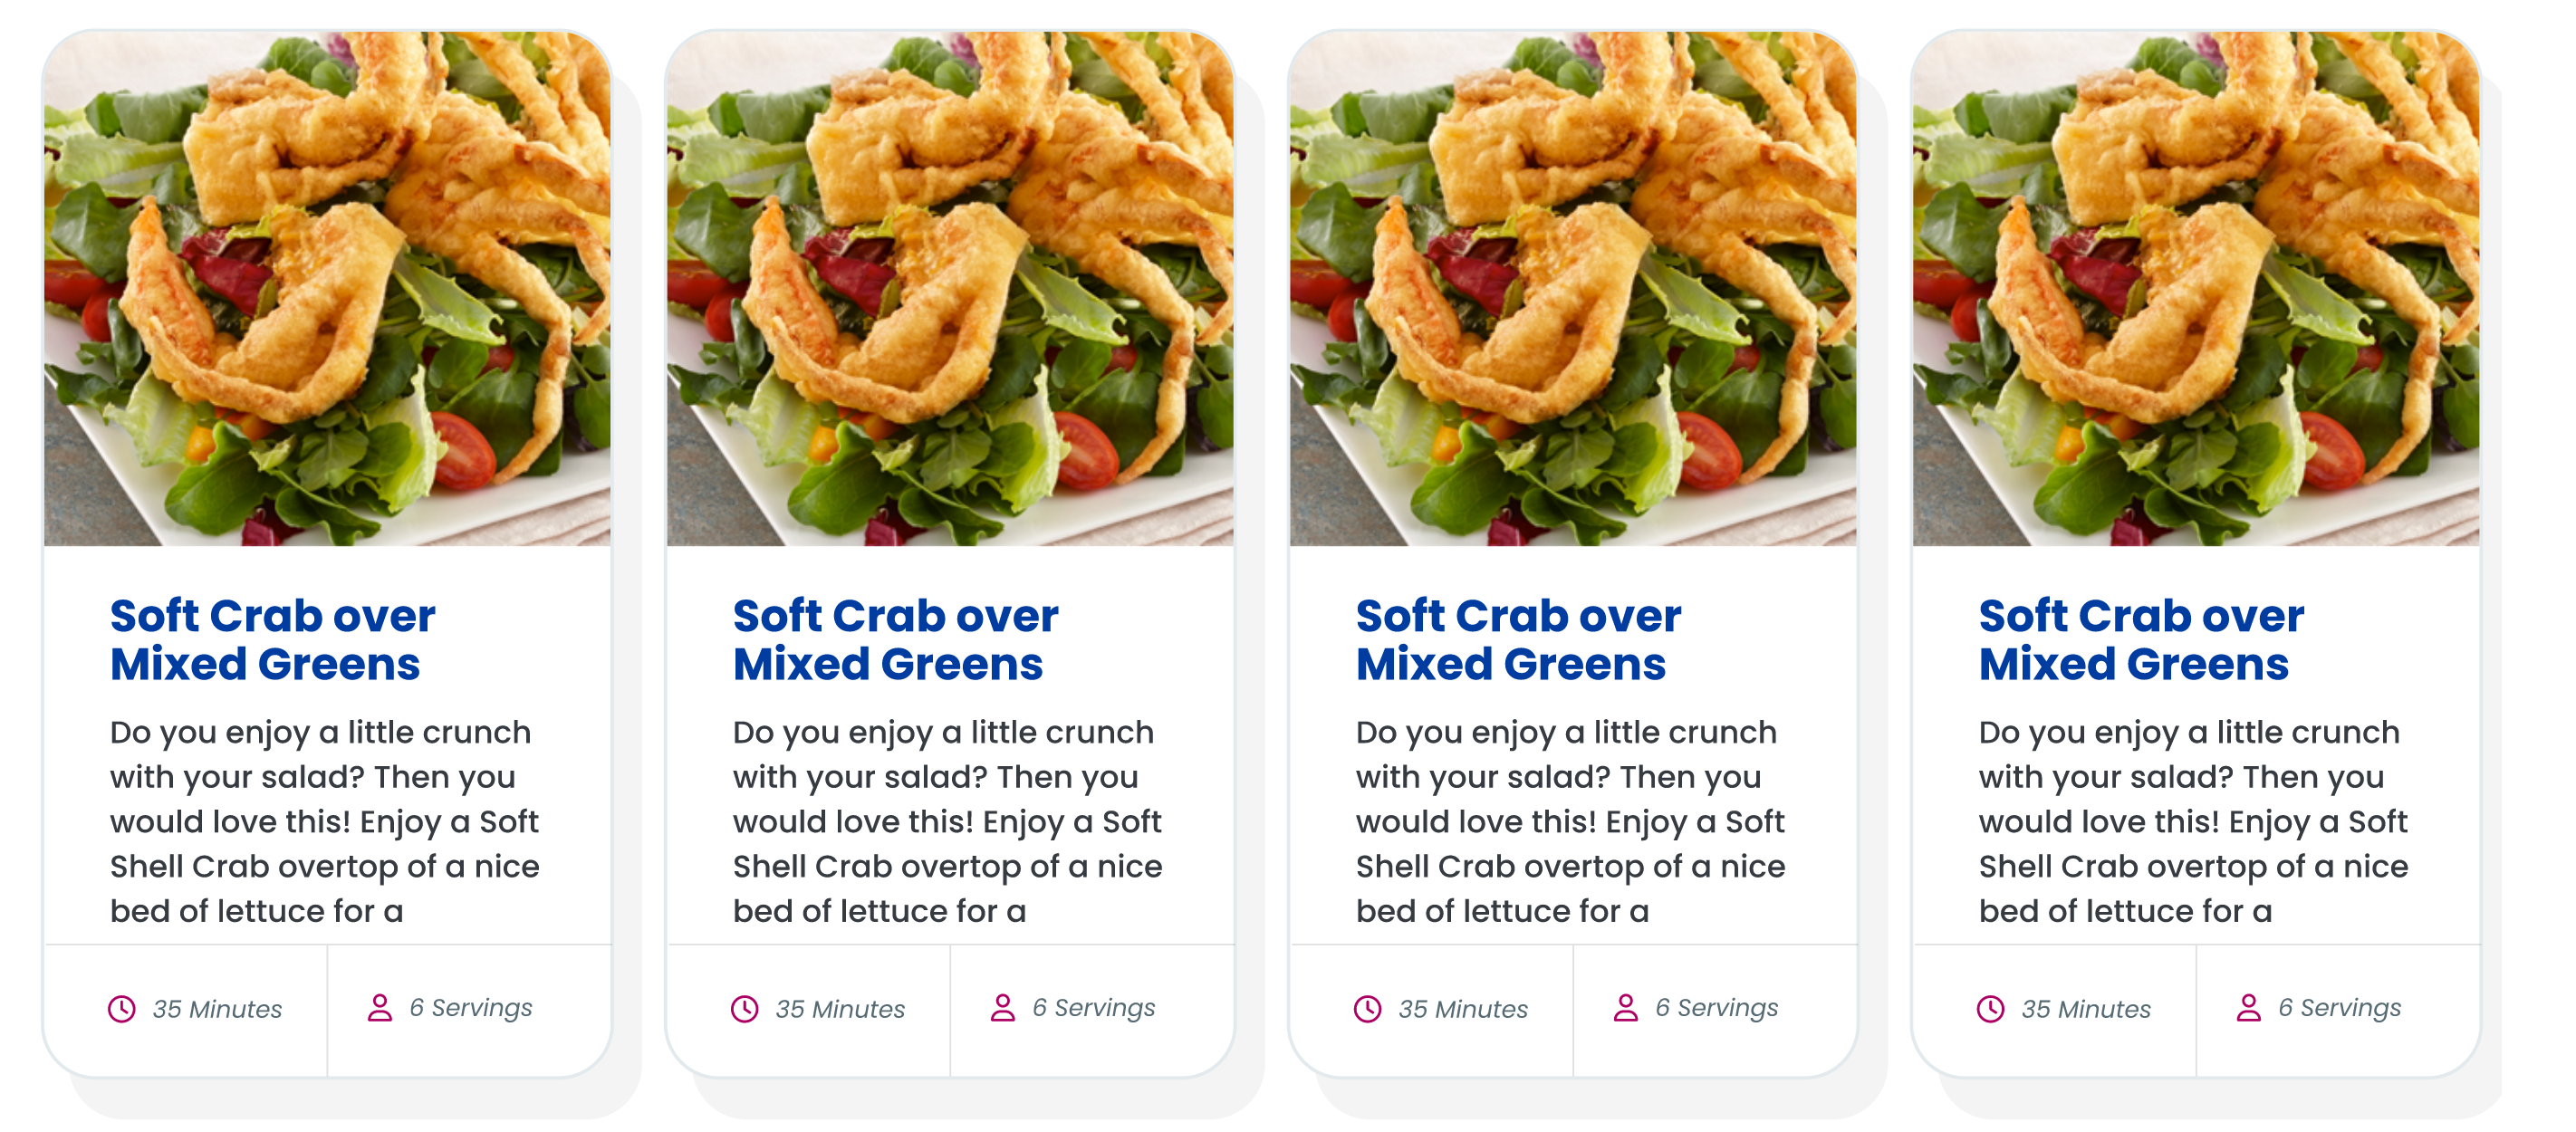 Soft Crab over
Mixed Greens
Do you enjoy a little crunch
with your salad? Then you
would love this! Enjoy a Soft
Shell Crab overtop of a nice
bed of lettuce for a
35 Minutes
6 Servings
Soft Crab over
Mixed Greens
Do you enjoy a little crunch
with your salad? Then you
would love this! Enjoy a Soft
Shell Crab overtop of a nice
bed of lettuce for a
35 Minutes
6 Servings
Soft Crab over
Mixed Greens
Do you enjoy a little crunch
with your salad? Then you
would love this! Enjoy a Soft
Shell Crab overtop of a nice
bed of lettuce for a
35 Minutes
6 Servings
Soft Crab over
Mixed Greens
Do you enjoy a little crunch
with your salad? Then you
would love this! Enjoy a Soft
Shell Crab overtop of a nice
bed of lettuce for a
35 Minutes
6 Servings